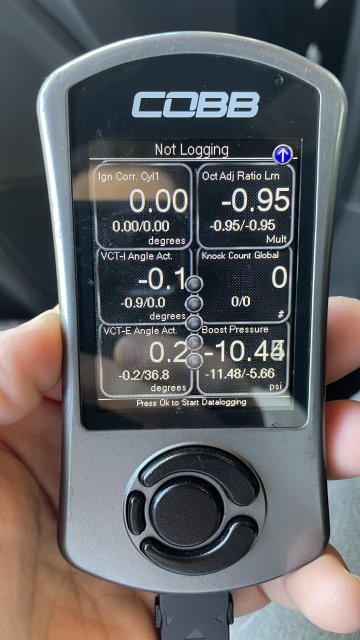 COBB
Not Logging
Ign Corr. Cyl1
0.00
0.00/0.00
degrees
Oct Adj Ratio Lrn
-0.95
-0.95/-0.95
Mult
VCT-I Angle Act.
-0.1
-0.9/0.0
degrees
Knock Count Global
0
0/0
#
VCT-E Angle Act.
0.2
-0.2/36.8
degrees
Boost Pressure
-11.48/-5.66
psi
Press Ok to Start Datalogging